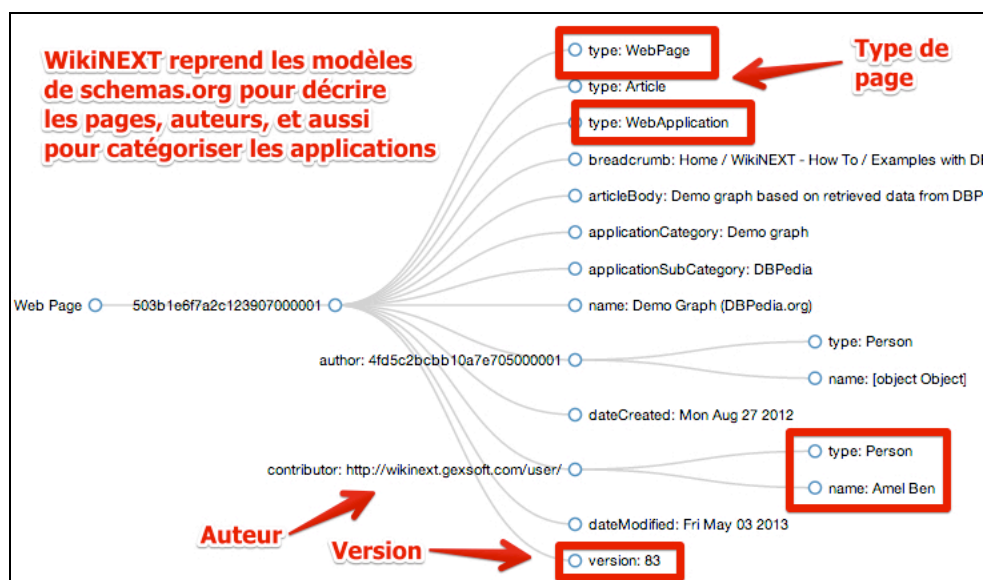 WikiNEXT reprend les modèles
de schemas.org pour décrire
les pages, auteurs, et aussi
pour catégoriser les applications
type: WebPage
Type de
page
type: Article
type: WebApplication
breadcrumb: Home / WikiNEXT - How To / Examples with DB
articleBody: Demo graph based on retrieved data from DBP
applicationCategory: Demo graph
applicationSubCategory: DBPedia
Web Page
503b1e6f7a2c123907000001
name: Demo Graph (DBPedia.org)
author: 4fd5c2bcbb10a7e705000001
type: Person
name: [object Object]
dateCreated: Mon Aug 27 2012
contributor: http://wikinext.gexsoft.com/user/
type: Person
name: Amel Ben
Auteur
dateModified: Fri May 03 2013
Version
version: 83